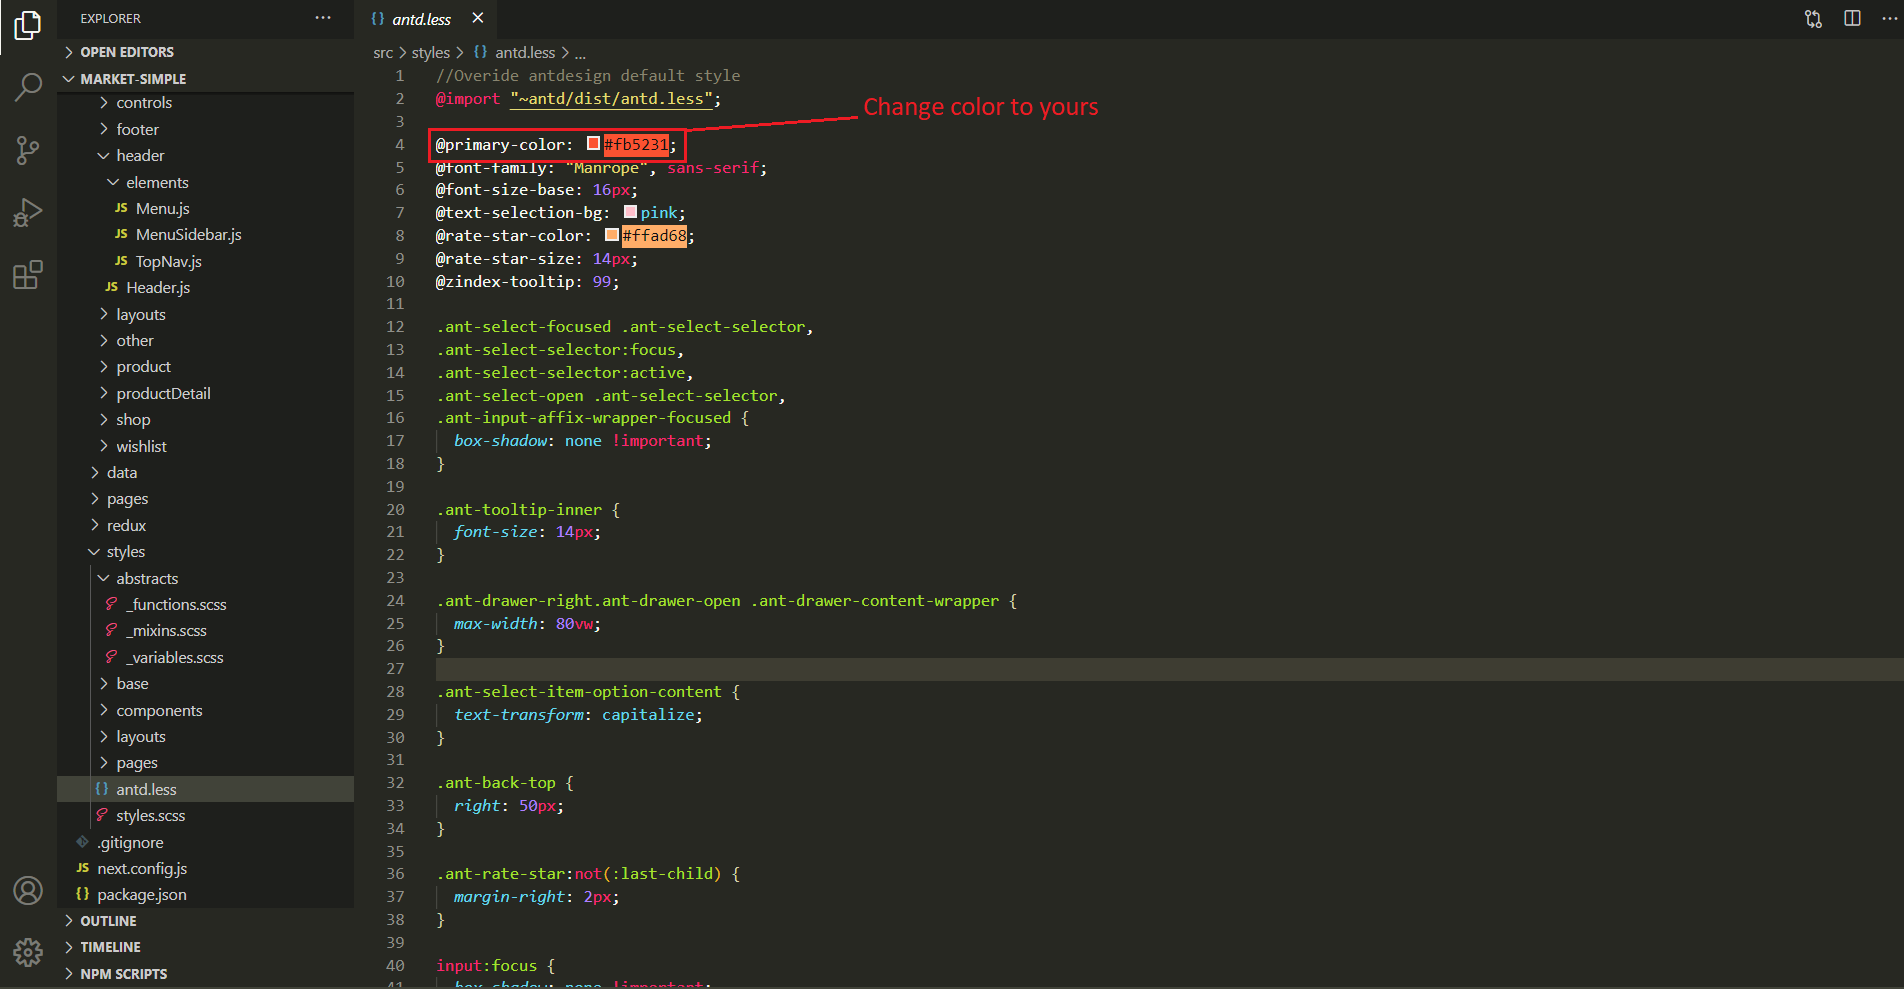 EXPLORER
OPEN EDITORS
MARKET-SIMPLE
controls
footer
header
elements
JS Menu.js
JS MenuSidebar.js
JS TopNav.js
JS Header.js
layouts
other
product
productDetail
shop
wishlist
data
pages
redux
styles
abstracts
_functions.scss
_mixins.scss
_variables.scss
base
components
layouts
pages
{} antd.less
styles.scss
.gitignore
JS next.config.js
{} package.json
OUTLINE
TIMELINE
NPM SCRIPTS
{} antd.less
src > styles > {} antd.less > ...
1 //Overide antdesign default style
2 @import "~antd/dist/antd.less";
3
Change color to yours
4 @primary-color: #fb5231;
5 @font-family: "Manrope", sans-serif;
6 @font-size-base: 16px;
7 @text-selection-bg: pink;
8 @rate-star-color: #ffad68;
9 @rate-star-size: 14px;
10 @zindex-tooltip: 99;
11
12 .ant-select-focused .ant-select-selector,
13 .ant-select-selector:focus,
14 .ant-select-selector:active,
15 .ant-select-open .ant-select-selector,
16 .ant-input-affix-wrapper-focused {
17 box-shadow: none !important;
18 }
19
20 .ant-tooltip-inner {
21 font-size: 14px;
22 }
23
24 .ant-drawer-right.ant-drawer-open .ant-drawer-content-wrapper {
25 max-width: 80vw;
26 }
27
28 .ant-select-item-option-content {
29 text-transform: capitalize;
30 }
31
32 .ant-back-top {
33 right: 50px;
34 }
35
36 .ant-rate-star:not(:last-child) {
37 margin-right: 2px;
38 }
39
40 input:focus {
41 box-shadow: none !important;